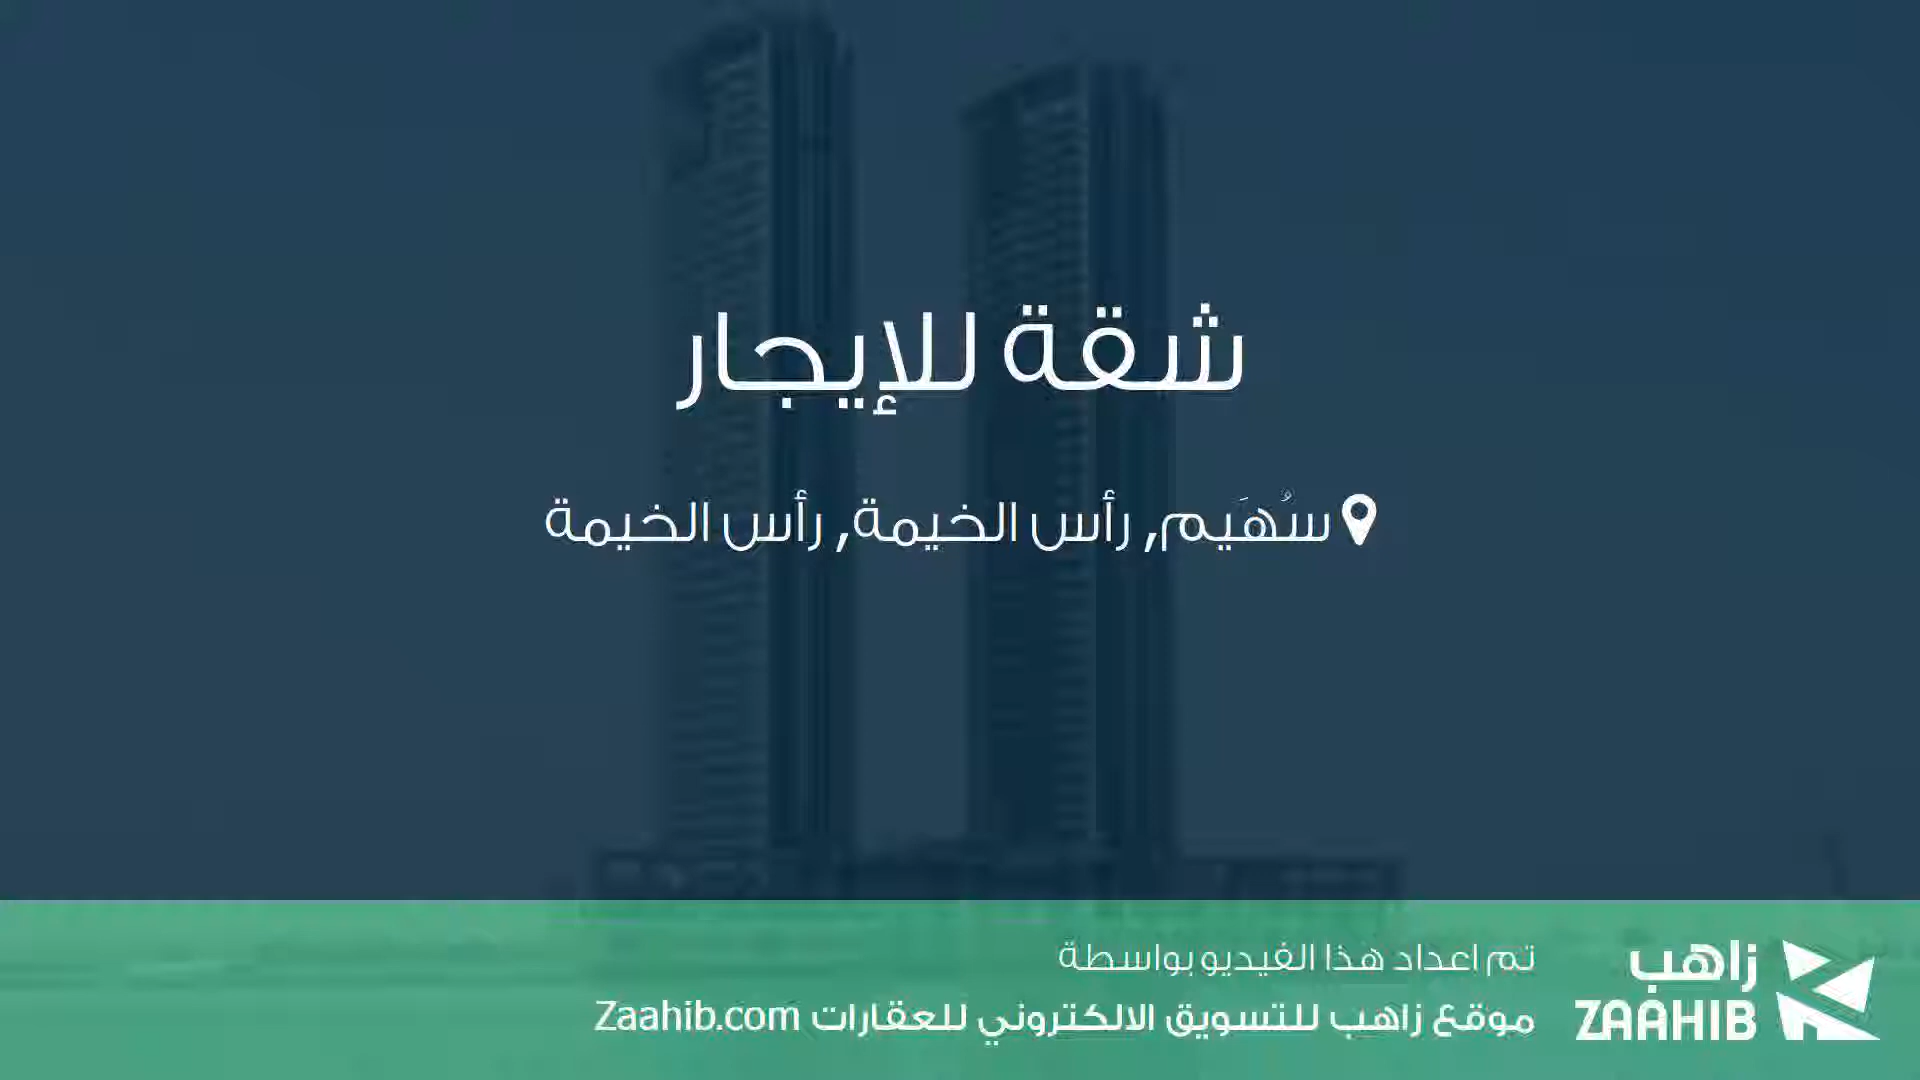 شقة للإيجار
سُهَيم, رأس الخيمة, رأس الخيمة
تم اعداد هذا الفيديو بواسطة
موقع زاهب للتسويق الالكتروني للعقارات Zaahib.com
زاهب
ZAAHIB